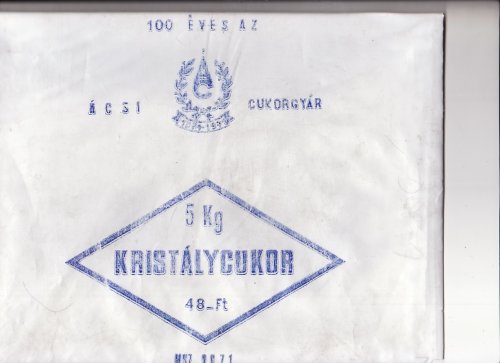 100 ÉVES AZ
ÁCSI CUKORGYÁR
5 Kg
KRISTÁLYCUKOR
48.-Ft